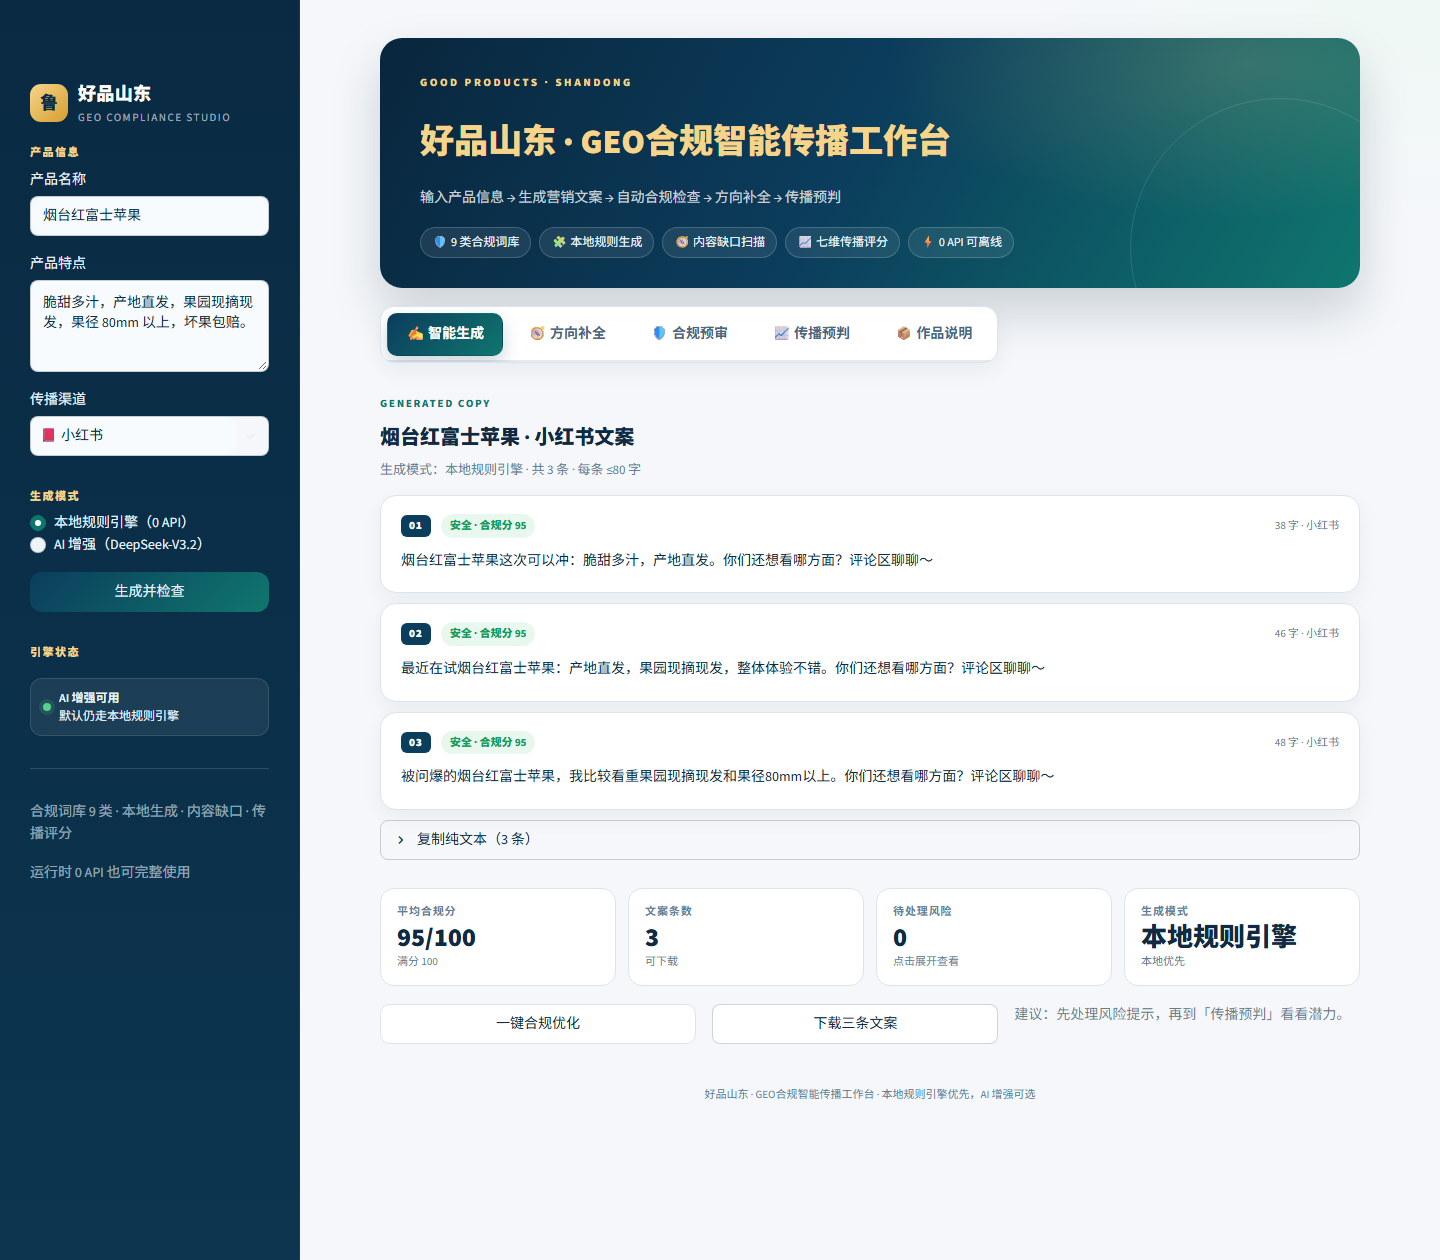 鲁
好品山东
GEO COMPLIANCE STUDIO
产品信息
产品名称
烟台红富士苹果
产品特点
脆甜多汁，产地直发，果园现摘现
发，果径 80mm 以上，坏果包赔。
传播渠道
小红书
生成模式
本地规则引擎（0 API）
AI 增强（DeepSeek-V3.2）
生成并检查
引擎状态
AI 增强可用
默认仍走本地规则引擎
合规词库 9 类 · 本地生成 · 内容缺口 · 传
播评分
运行时 0 API 也可完整使用
GOOD PRODUCTS · SHANDONG
好品山东 · GEO合规智能传播工作台
输入产品信息 → 生成营销文案 → 自动合规检查 → 方向补全 → 传播预判
9 类合规词库
本地规则生成
内容缺口扫描
七维传播评分
0 API 可离线
智能生成
方向补全
合规预审
传播预判
作品说明
GENERATED COPY
烟台红富士苹果 · 小红书文案
生成模式：本地规则引擎 · 共 3 条 · 每条 ≤80 字
01 安全 · 合规分 95 38 字 · 小红书
烟台红富士苹果这次可以冲：脆甜多汁，产地直发。你们还想看哪方面？评论区聊聊～
02 安全 · 合规分 95 46 字 · 小红书
最近在试烟台红富士苹果：产地直发，果园现摘现发，整体体验不错。你们还想看哪方面？评论区聊聊～
03 安全 · 合规分 95 48 字 · 小红书
被问爆的烟台红富士苹果，我比较看重果园现摘现发和果径80mm以上。你们还想看哪方面？评论区聊聊～
复制纯文本（3 条）
平均合规分
95/100
满分 100
文案条数
3
可下载
待处理风险
0
点击展开查看
生成模式
本地规则引擎
本地优先
一键合规优化
下载三条文案
建议：先处理风险提示，再到「传播预判」看看潜力。
好品山东 · GEO合规智能传播工作台 · 本地规则引擎优先，AI 增强可选